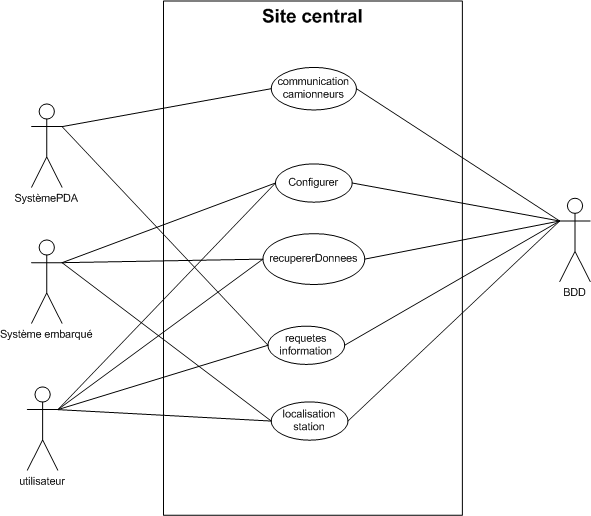 Site central
communication
camionneurs
SystèmePDA
Configurer
recupererDonnees
BDD
Système embarqué
requetes
information
localisation
station
utilisateur